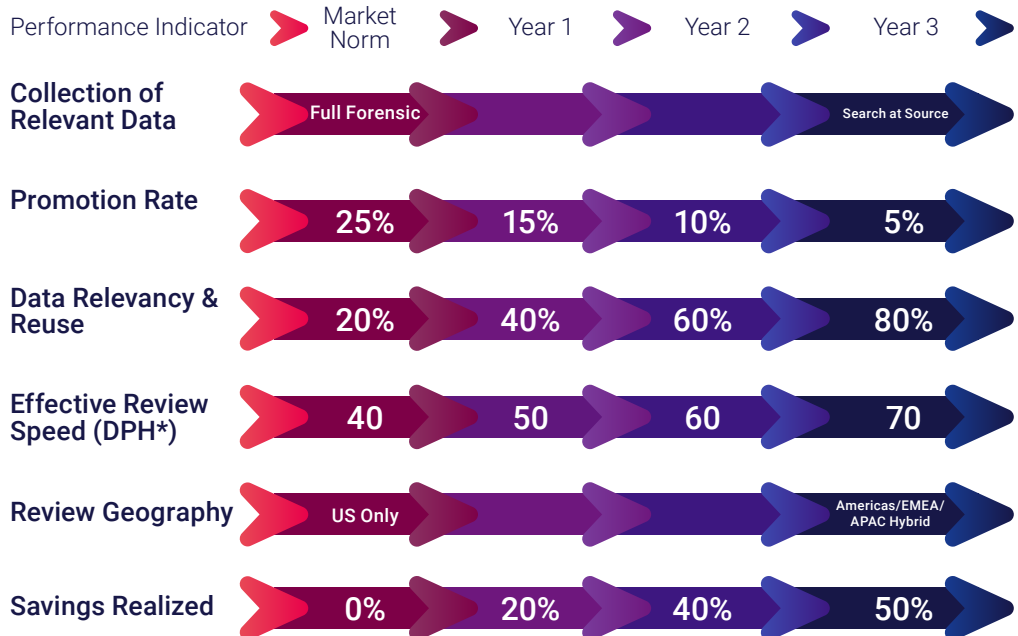 Performance Indicator
Market
Norm
Year 1
Year 2
Year 3
Collection of
Relevant Data
Full Forensic
Search at Source
Promotion Rate
25%
15%
10%
5%
Data Relevancy &
Reuse
20%
40%
60%
80%
Effective Review
Speed (DPH*)
40
50
60
70
Review Geography
US Only
Americas/EMEA/
APAC Hybrid
Savings Realized
0%
20%
40%
50%